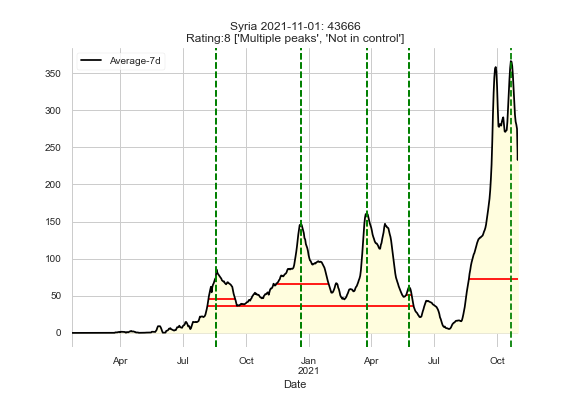 Syria 2021-11-01: 43666
Rating:8 ['Multiple peaks', 'Not in control']
Average-7d
350
300
250
200
150
100
50
0
Apr Jul Oct Jan Apr Jul Oct
2021
Date